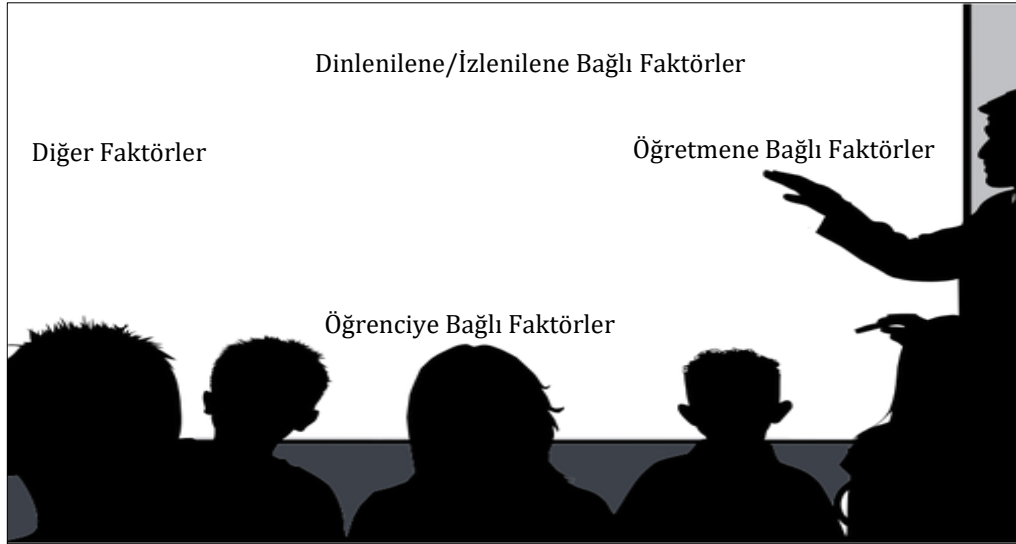 Dinlenilene/İzlenilene Bağlı Faktörler
Diğer Faktörler
Öğretmene Bağlı Faktörler
Öğrenciye Bağlı Faktörler